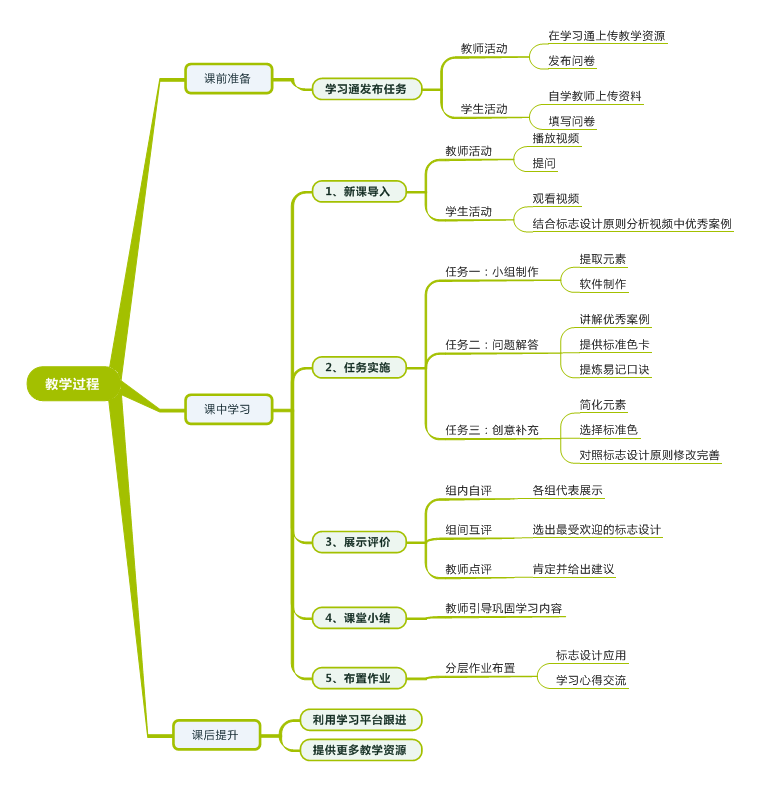 教学过程
课前准备
学习通发布任务
教师活动
在学习通上传教学资源
发布问卷
学生活动
自学教师上传资料
填写问卷
课中学习
1、新课导入
教师活动
播放视频
提问
学生活动
观看视频
结合标志设计原则分析视频中优秀案例
2、任务实施
任务一：小组制作
提取元素
软件制作
任务二：问题解答
讲解优秀案例
提供标准色卡
提炼易记口诀
任务三：创意补充
简化元素
选择标准色
对照标志设计原则修改完善
3、展示评价
组内自评
各组代表展示
组间互评
选出最受欢迎的标志设计
教师点评
肯定并给出建议
4、课堂小结
教师引导巩固学习内容
5、布置作业
分层作业布置
标志设计应用
学习心得交流
课后提升
利用学习平台跟进
提供更多教学资源